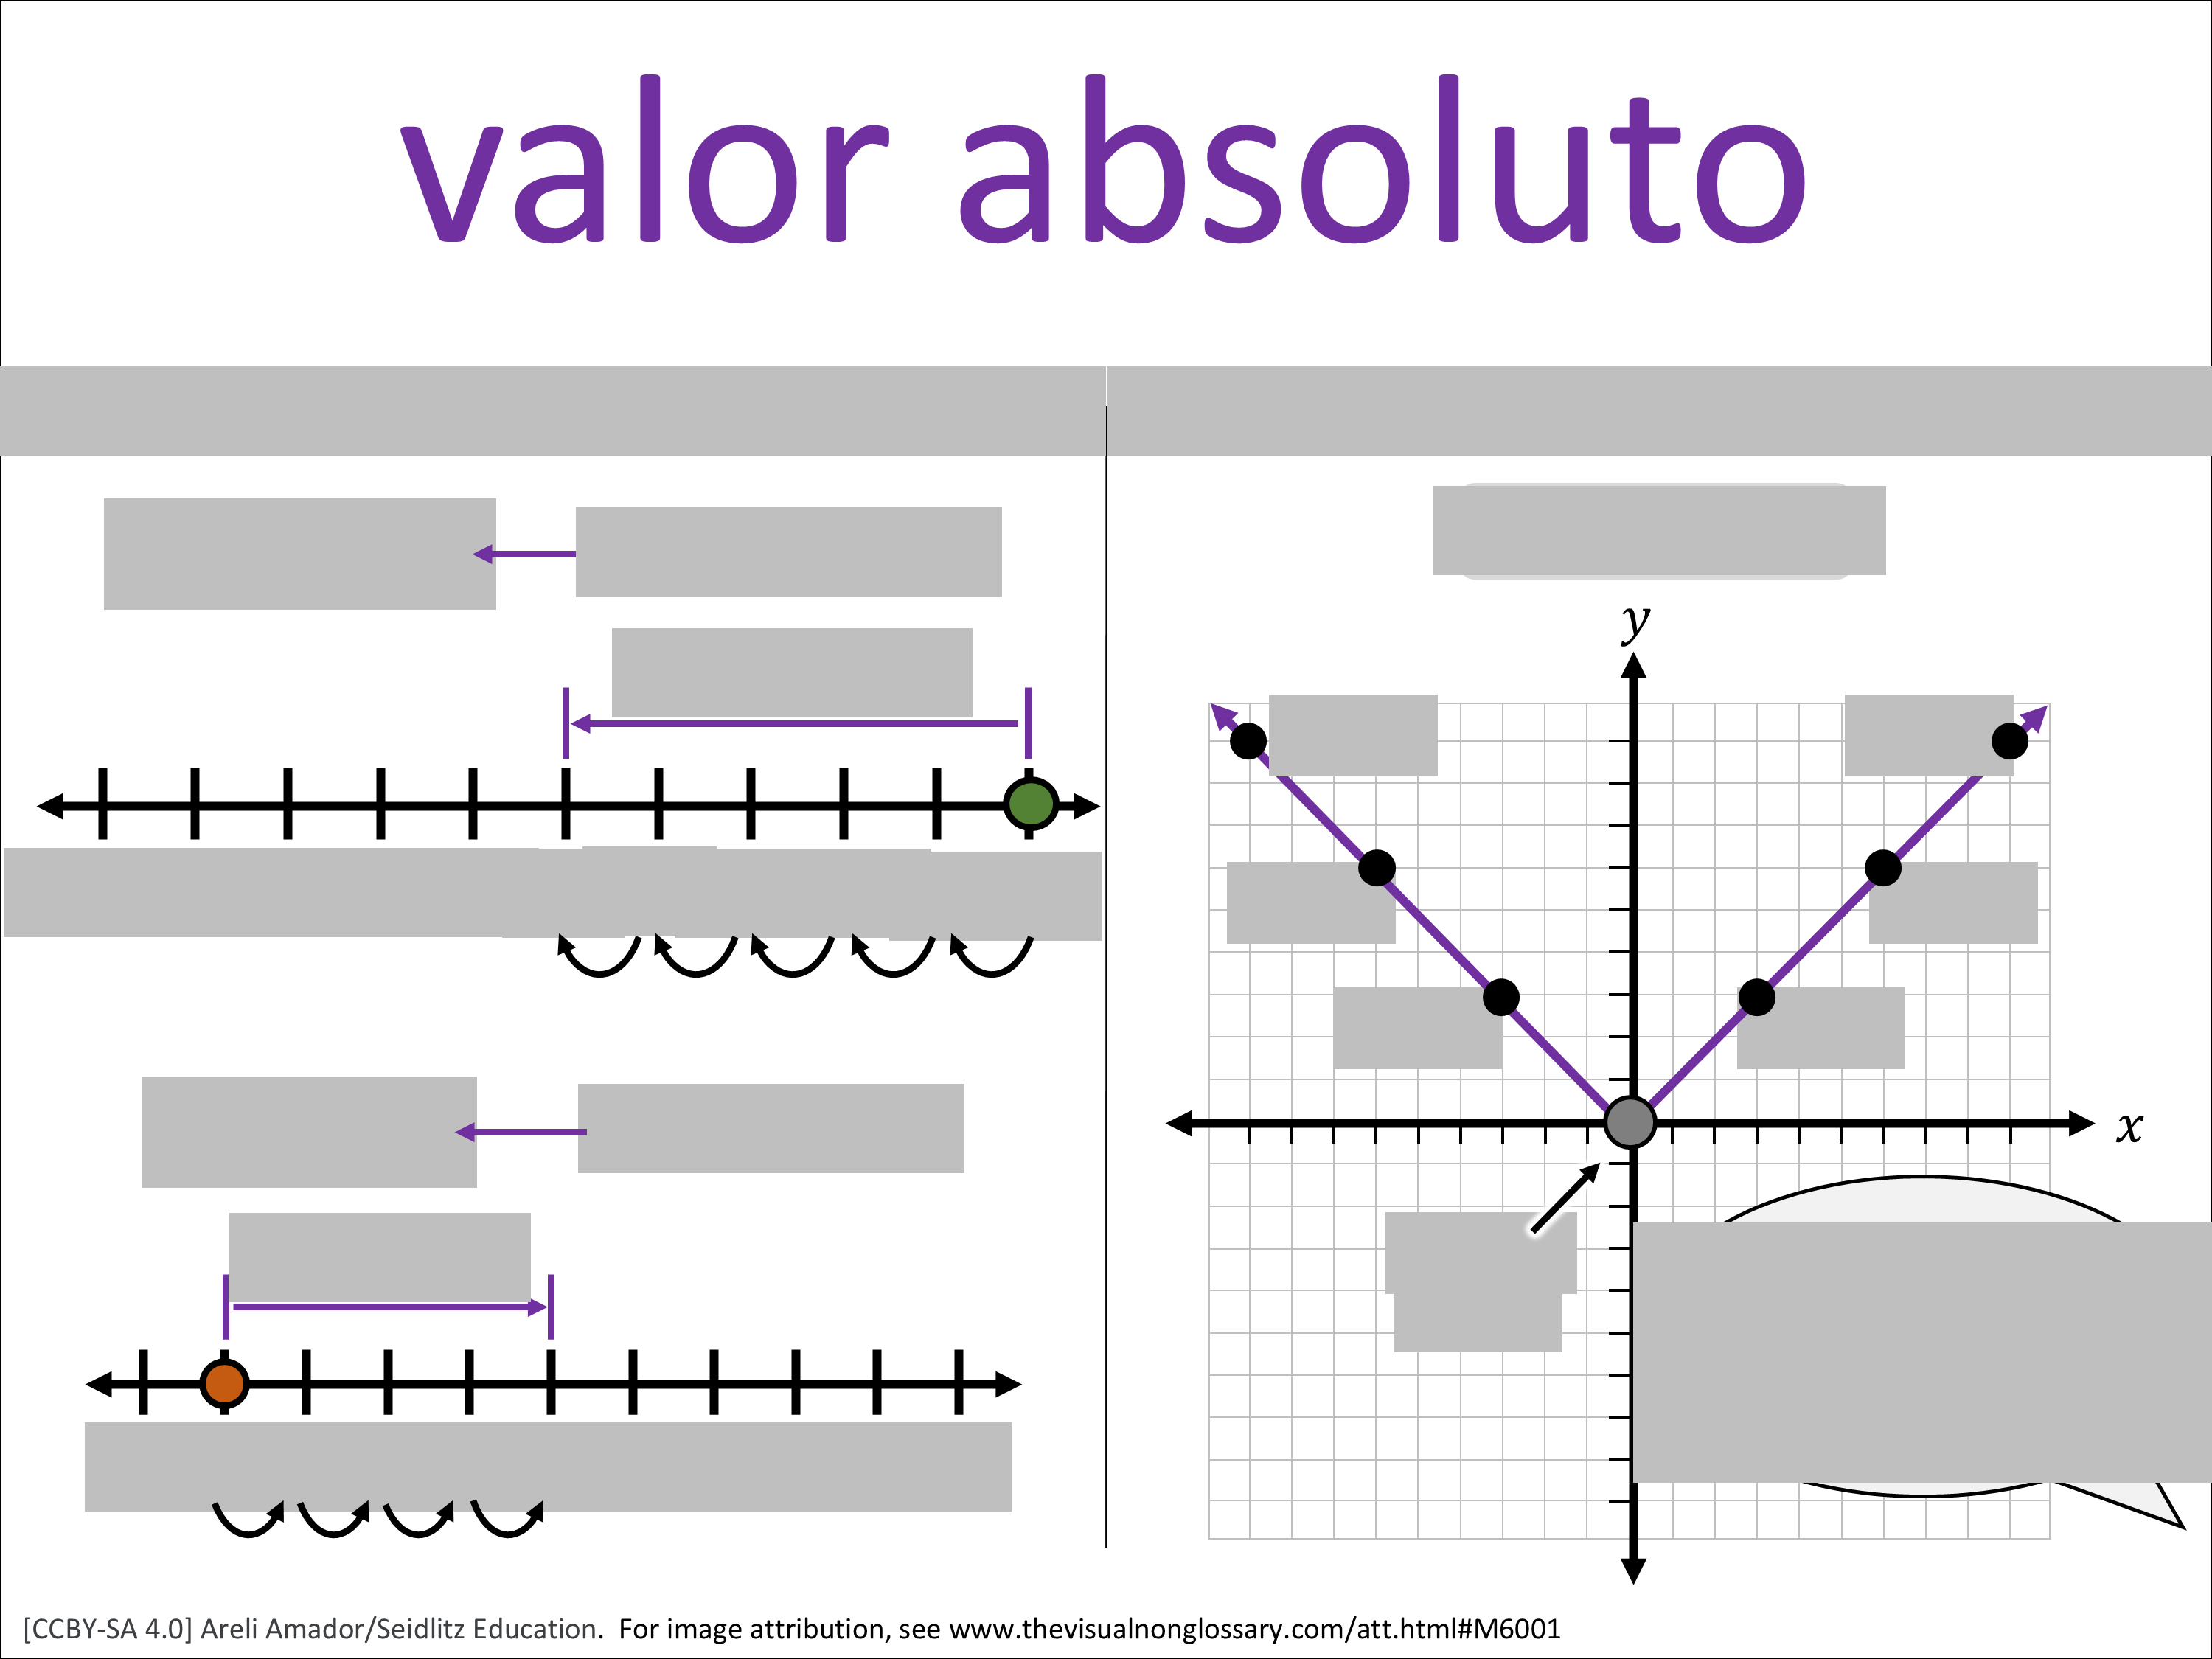 valor absoluto
y
x
[CCBY-SA 4.0] Areli Amador/Seidlitz Education. For image attribution, see www.thevisualnonglossary.com/att.html#M6001